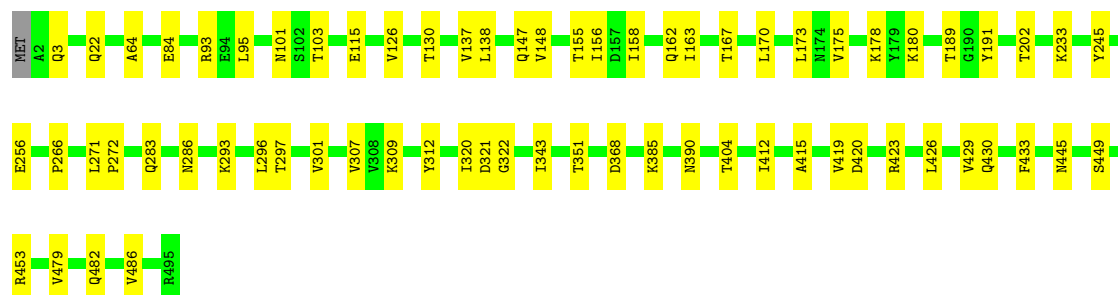 MET A2 Q3 Q22 A64 E84 R93 E94 L95 N101 S102 T103 E115 V126 T130 V137 L138 Q147 V148 T155 I156 D157 I158 Q162 I163 T167 L170 L173 N174 V175 K178 Y179 K180 T189 G190 Y191 T202 K233 Y245
E256 P266 L271 P272 Q283 N286 K293 L296 T297 V301 V307 V308 K309 Y312 I320 D321 G322 I343 T351 D368 K385 N390 T404 I412 A415 V419 D420 R423 L426 V429 Q430 F433 N445 S449
R453 V479 Q482 V486 R495